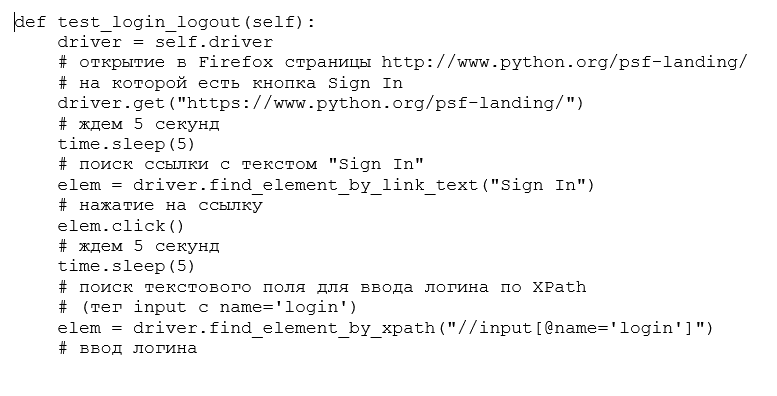 def test_login_logout(self):
    driver = self.driver
    # открытие в Firefox страницы http://www.python.org/psf-landing/
    # на которой есть кнопка Sign In
    driver.get("https://www.python.org/psf-landing/")
    # ждем 5 секунд
    time.sleep(5)
    # поиск ссылки с текстом "Sign In"
    elem = driver.find_element_by_link_text("Sign In")
    # нажатие на ссылку
    elem.click()
    # ждем 5 секунд
    time.sleep(5)
    # поиск текстового поля для ввода логина по XPath
    # (тег input с name='login')
    elem = driver.find_element_by_xpath("//input[@name='login']")
    # ввод логина